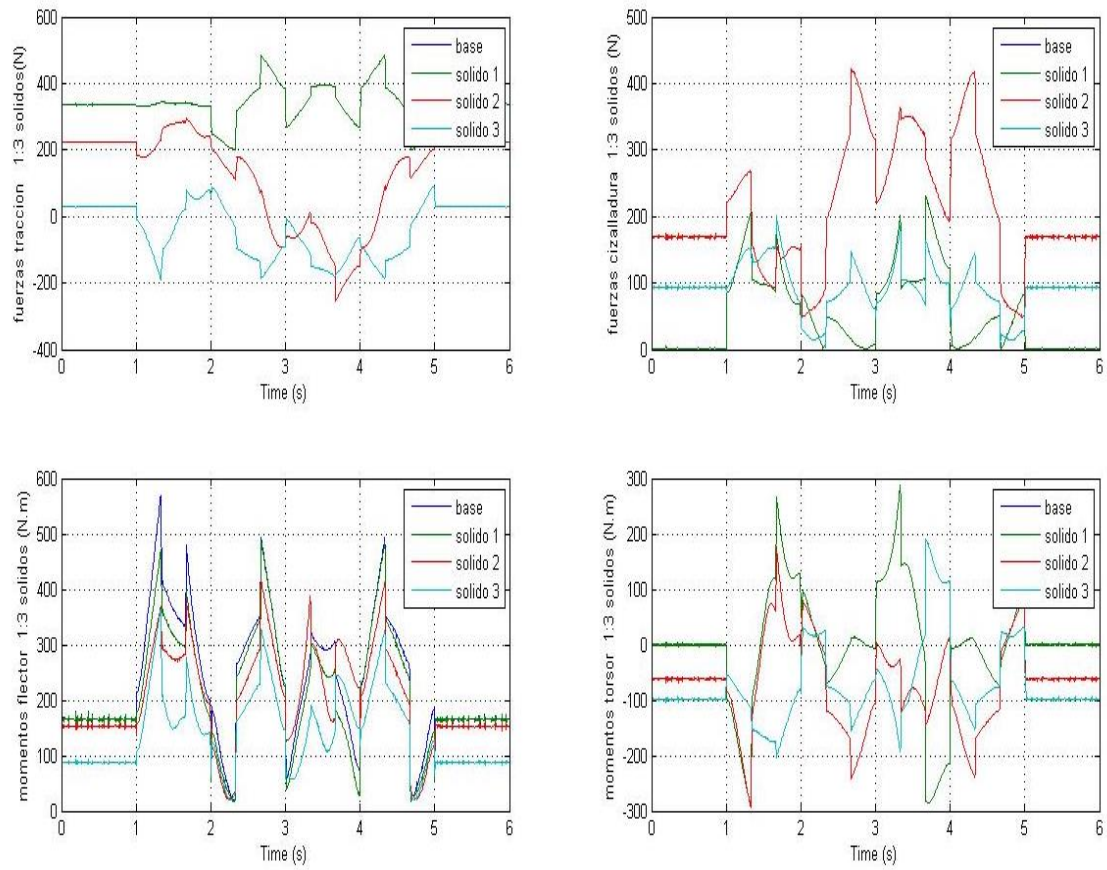 fuerzas traccion 1:3 solidos(N)
600
400
200
0
-200
-400
0 1 2 3 4 5 6
Time (s)
base
solido 1
solido 2
solido 3
fuerzas cizalladura 1:3 solidos (N)
500
400
300
200
100
0
0 1 2 3 4 5 6
Time (s)
base
solido 1
solido 2
solido 3
momentos flector 1:3 solidos (N.m)
600
500
400
300
200
100
0
0 1 2 3 4 5 6
Time (s)
base
solido 1
solido 2
solido 3
momentos torsor 1:3 solidos (N.m)
300
200
100
0
-100
-200
-300
0 1 2 3 4 5 6
Time (s)
base
solido 1
solido 2
solido 3